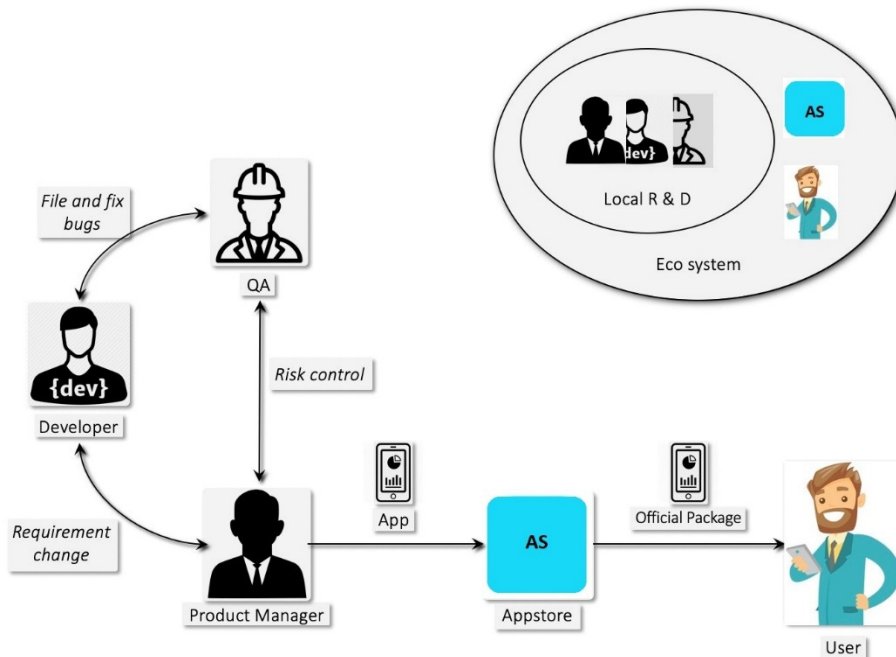 AS
{dev}
Local R & D
Eco system
File and fix
bugs
QA
{dev}
Developer
Risk control
Requirement
change
Product Manager
App
AS
Appstore
Official Package
User